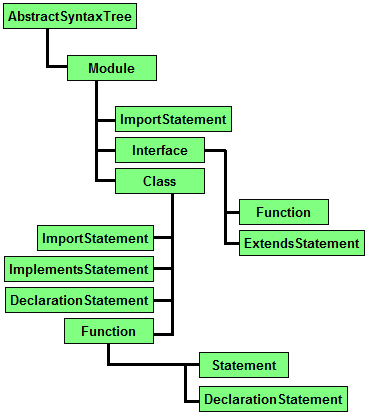 AbstractSyntaxTree
Module
ImportStatement
Interface
Class
Function
ExtendsStatement
ImportStatement
ImplementsStatement
DeclarationStatement
Function
Statement
DeclarationStatement